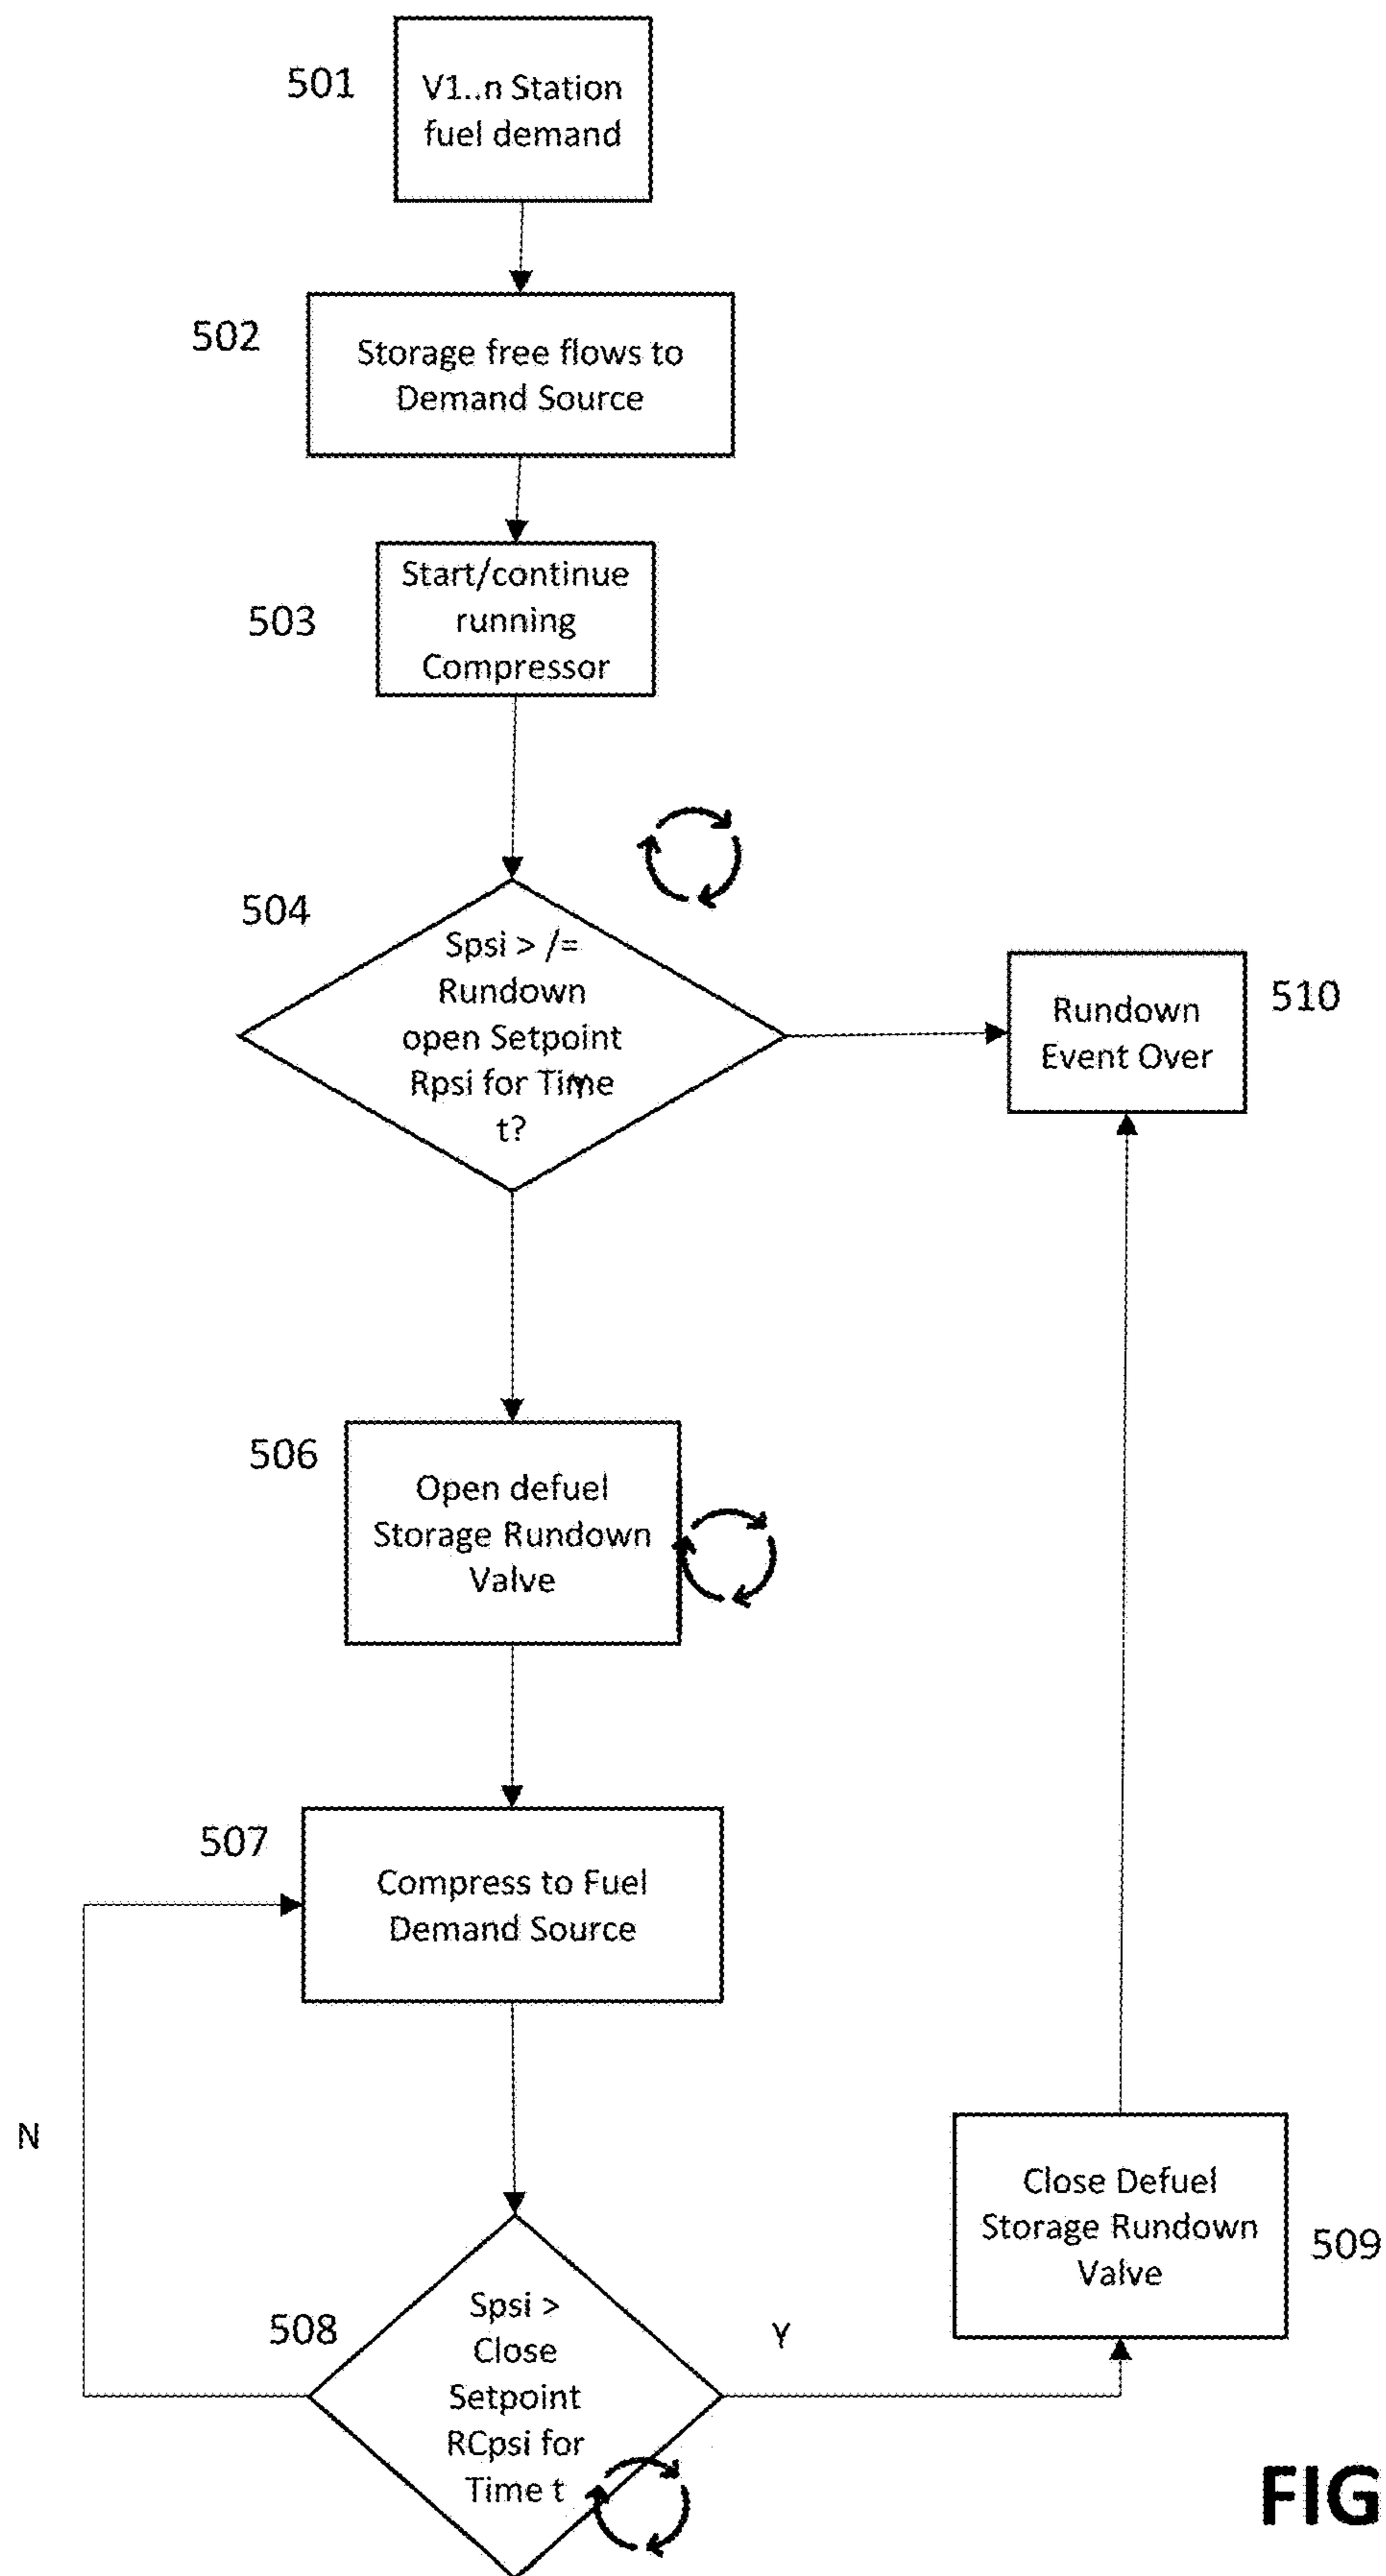 501
V1..n Station
fuel demand
502
Storage free flows to
Demand Source
503
Start/continue
running
Compressor
504
Spsi > /=
Rundown
open Setpoint
Rpsi for Time
Y
t?
Rundown
Event Over
510
506
Open defuel
Storage Rundown
Valve
507
Compress to Fuel
Demand Source
N
508
Spsi >
Close
Setpoint
RCpsi for
Time t
Y
Close Defuel
Storage Rundown
Valve
509
FIG